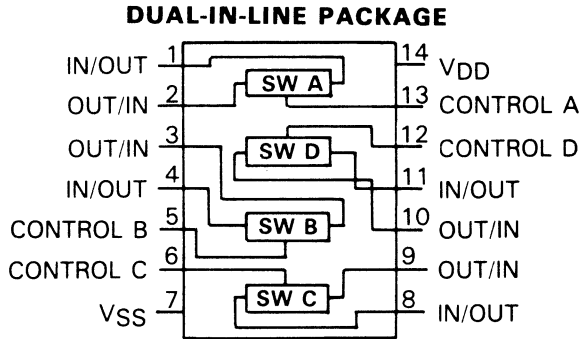 DUAL-IN-LINE PACKAGE
IN/OUT 1 14 VDD
SW A
OUT/IN 2 13 CONTROL A
OUT/IN 3 12 CONTROL D
SW D
IN/OUT 4 11 IN/OUT
CONTROL B 5 SW B 10 OUT/IN
CONTROL C 6 9 OUT/IN
SW C
VSS 7 8 IN/OUT